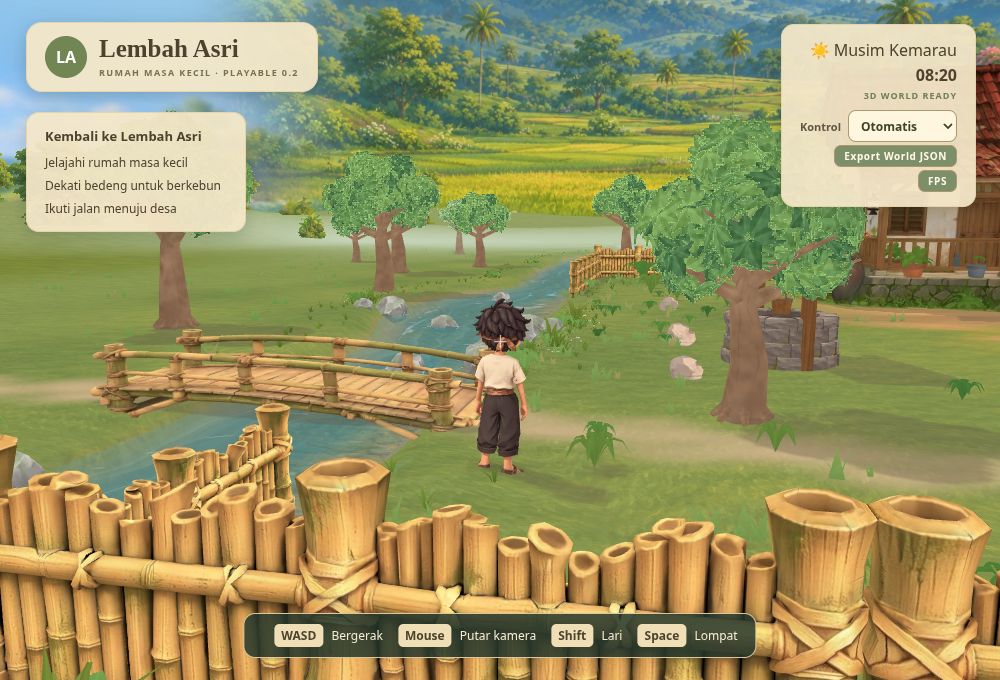 LA
Lembah Asri
RUMAH MASA KECIL · PLAYABLE 0.2
Kembali ke Lembah Asri
Jelajahi rumah masa kecil
Dekati bedeng untuk berkebun
Ikuti jalan menuju desa
☀️ Musim Kemarau
08:20
3D WORLD READY
Kontrol Otomatis
Export World JSON
FPS
WASD Bergerak Mouse Putar kamera Shift Lari Space Lompat